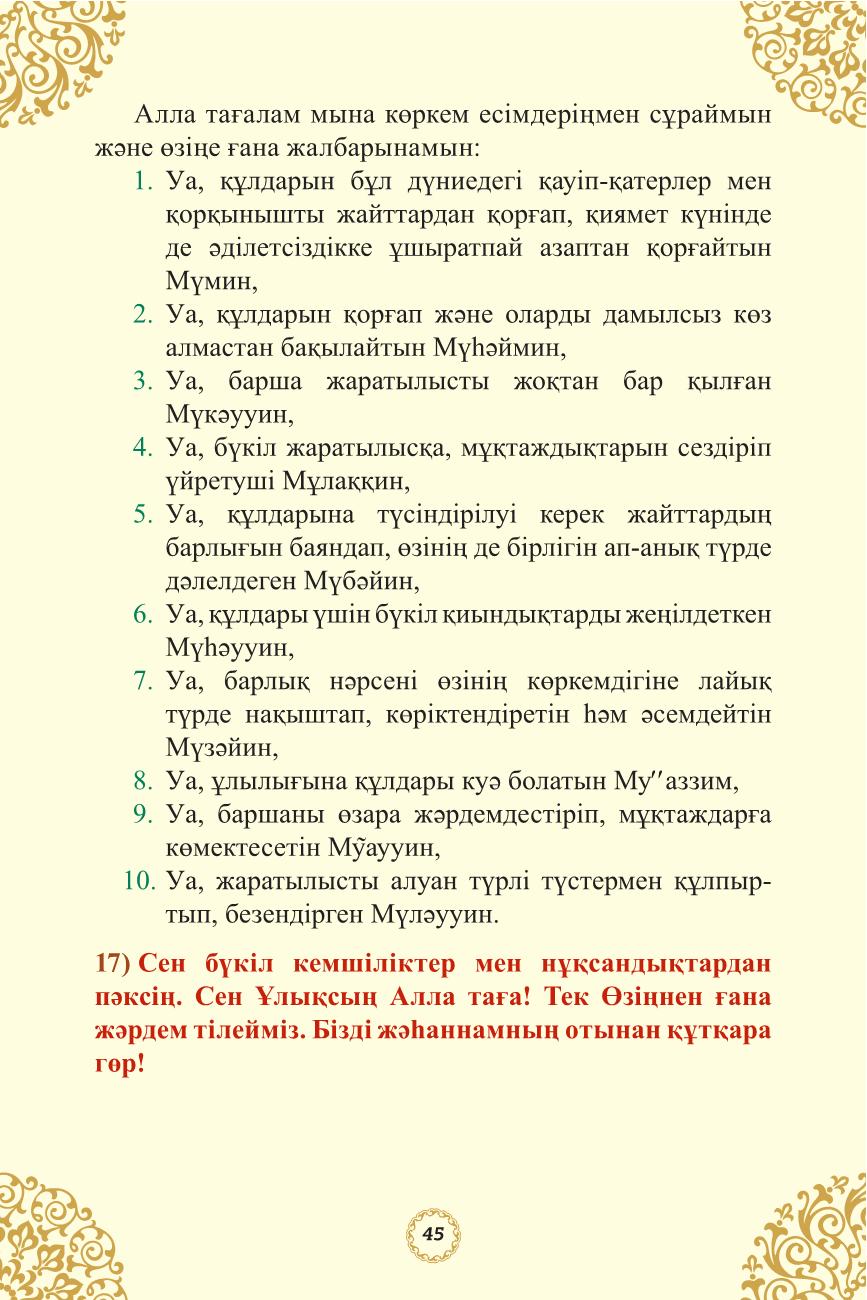 Алла тағалам мына көркем есімдеріңмен сұраймын
және өзіңе ғана жалбарынамын:
1. Уа, құлдарын бұл дүниедегі қауіп-қатерлер мен
қорқынышты жайттардан қорғап, қиямет күнінде
де әділетсіздікке ұшыратпай азаптан қорғайтын
Мүмин,
2. Уа, құлдарын қорғап және оларды дамылсыз көз
алмастан бақылайтын Мүһәймин,
3. Уа, барша жаратылысты жоқтан бар қылған
Мүкәууин,
4. Уа, бүкіл жаратылысқа, мұқтаждықтарын сездіріп
үйретуші Мұлаққин,
5. Уа, құлдарына түсіндірілуі керек жайттардың
барлығын баяндап, өзінің де бірлігін ап-анық түрде
дәлелдеген Мүбәйин,
6. Уа, құлдары үшін бүкіл қиындықтарды жеңілдеткен
Мүһәууин,
7. Уа, барлық нәрсені өзінің көркемдігіне лайық
түрде нақыштап, көріктендіретін һәм әсемдейтін
Мүзәйин,
8. Уа, ұлылығына құлдары куә болатын Му′′аззим,
9. Уа, баршаны өзара жәрдемдестіріп, мұқтаждарға
көмектесетін Мỹаууин,
10. Уа, жаратылысты алуан түрлі түстермен құлпыр-
тып, безендірген Мүләууин.
17) Сен бүкіл кемшіліктер мен нұқсандықтардан
пәксің. Сен Ұлықсың Алла таға! Тек Өзіңнен ғана
жәрдем тілейміз. Бізді жәһаннамның отынан құтқара
гөр!
45